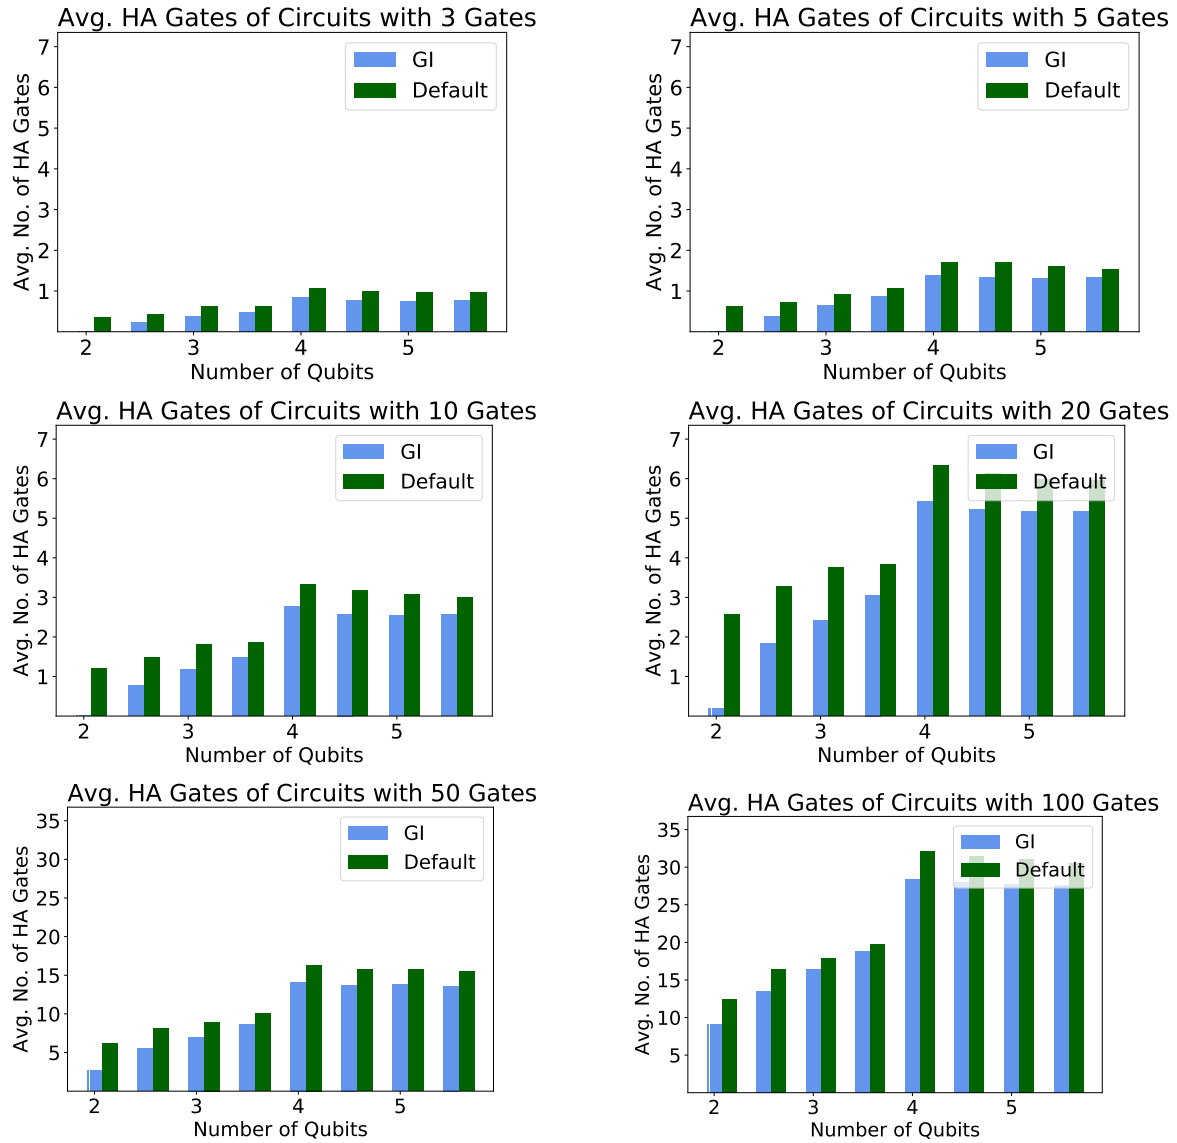 Avg. HA Gates of Circuits with 3 Gates
Avg. No. of HA Gates
7
6
5
4
3
2
1
GI
Default
2 3 4 5
Number of Qubits
Avg. HA Gates of Circuits with 5 Gates
Avg. No. of HA Gates
7
6
5
4
3
2
1
GI
Default
2 3 4 5
Number of Qubits
Avg. HA Gates of Circuits with 10 Gates
Avg. No. of HA Gates
7
6
5
4
3
2
1
GI
Default
2 3 4 5
Number of Qubits
Avg. HA Gates of Circuits with 20 Gates
Avg. No. of HA Gates
7
6
5
4
3
2
1
GI
Default
2 3 4 5
Number of Qubits
Avg. HA Gates of Circuits with 50 Gates
Avg. No. of HA Gates
35
30
25
20
15
10
5
GI
Default
2 3 4 5
Number of Qubits
Avg. HA Gates of Circuits with 100 Gates
Avg. No. of HA Gates
35
30
25
20
15
10
5
GI
Default
2 3 4 5
Number of Qubits